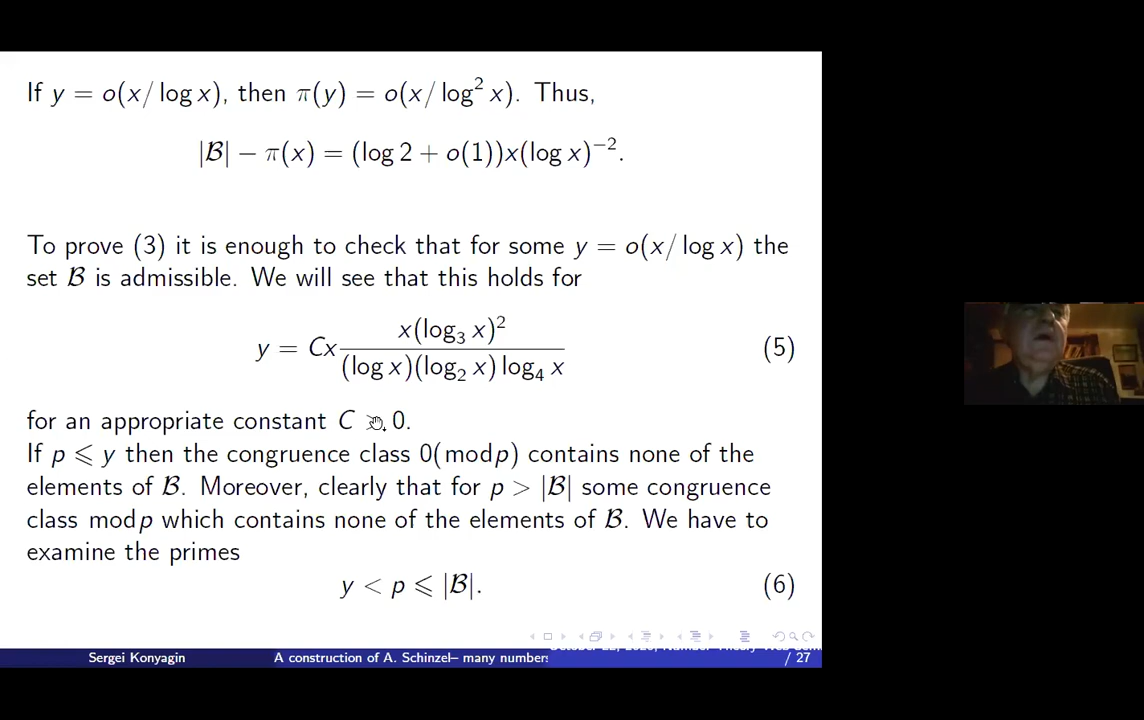 If y = o(x/ log x), then π(y) = o(x/ log² x). Thus,
|ℬ| − π(x) = (log 2 + o(1))x(log x)⁻².
To prove (3) it is enough to check that for some y = o(x/ log x) the
set ℬ is admissible. We will see that this holds for
y = Cx x(log₃ x)² / (log x)(log₂ x) log₄ x (5)
for an appropriate constant C > 0.
If p ⩽ y then the congruence class 0(mod p) contains none of the
elements of ℬ. Moreover, clearly that for p > |ℬ| some congruence
class mod p which contains none of the elements of ℬ. We have to
examine the primes
y < p ⩽ |ℬ|. (6)
Sergei Konyagin
A construction of A. Schinzel– many numbers
/ 27